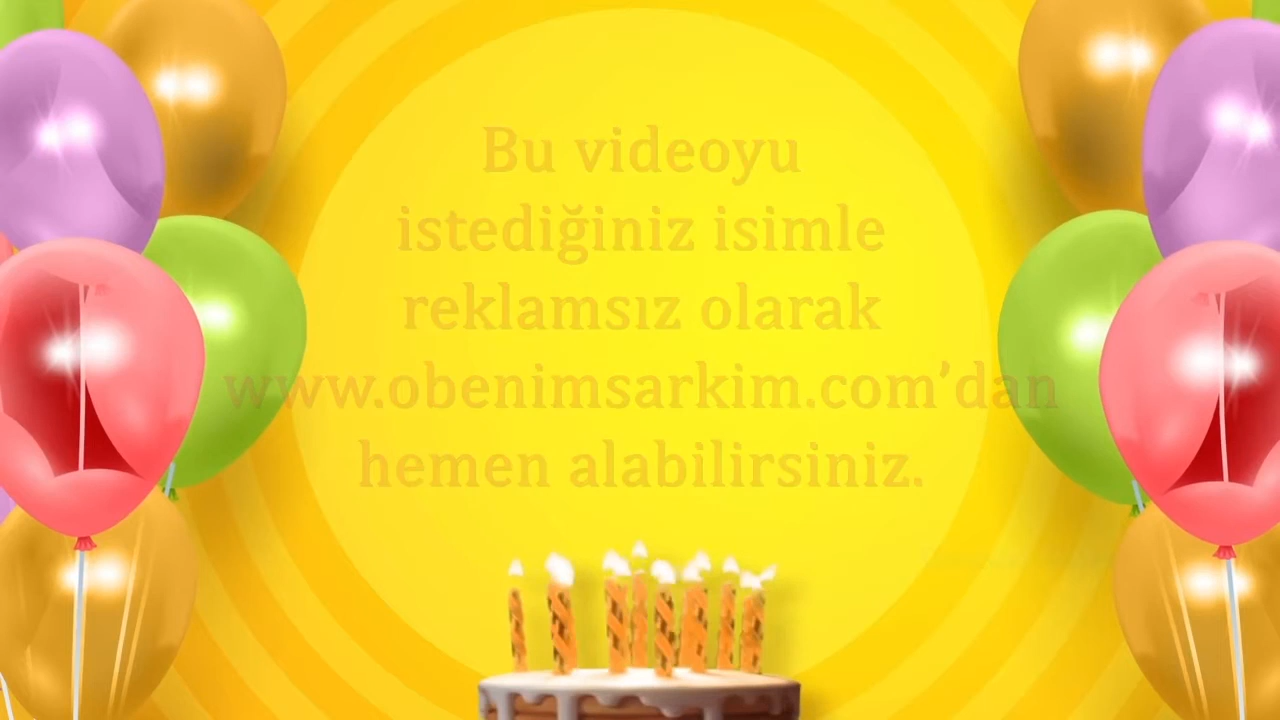 Bu videoyu
istediğiniz isimle
reklamsız olarak
www.obenimsarkim.com’dan
hemen alabilirsiniz.